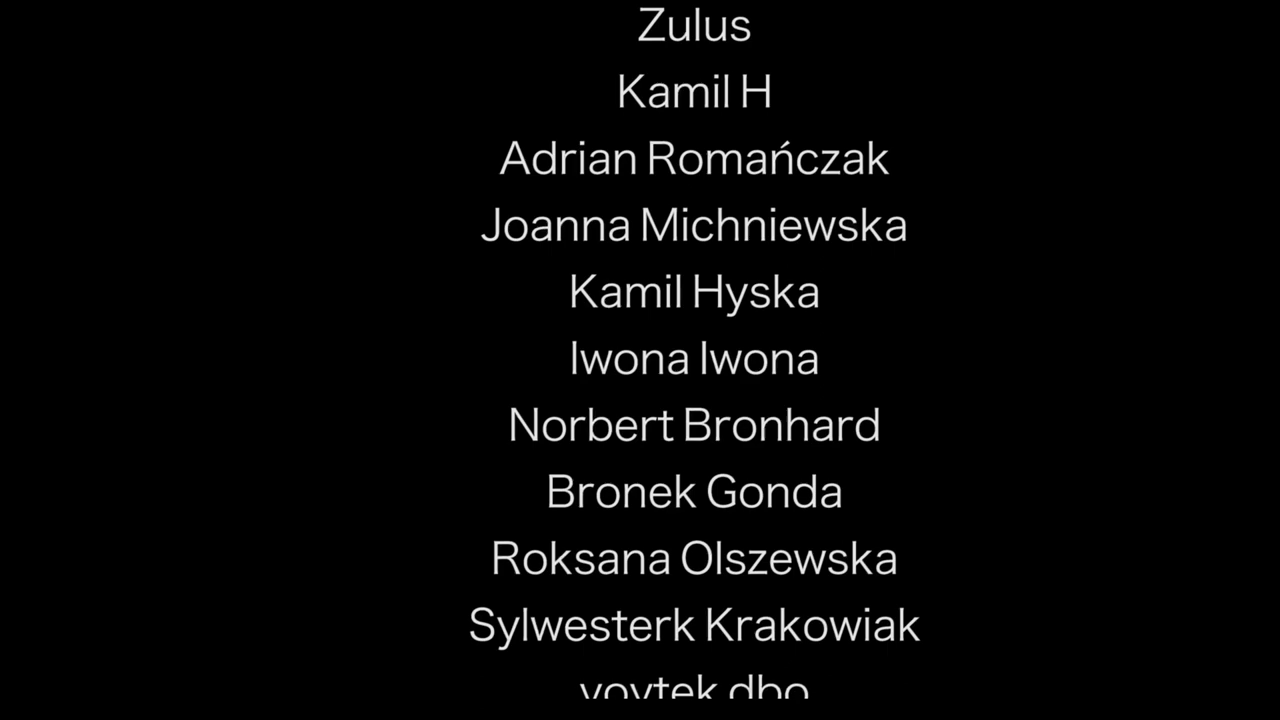 Zulus
Kamil H
Adrian Romańczak
Joanna Michniewska
Kamil Hyska
Iwona Iwona
Norbert Bronhard
Bronek Gonda
Roksana Olszewska
Sylwesterk Krakowiak